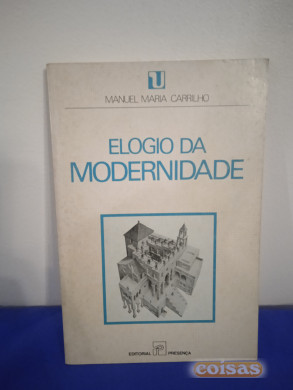 U
MANUEL MARIA CARRILHO
ELOGIO DA
MODERNIDADE
EDITORIAL PRESENÇA
coisas